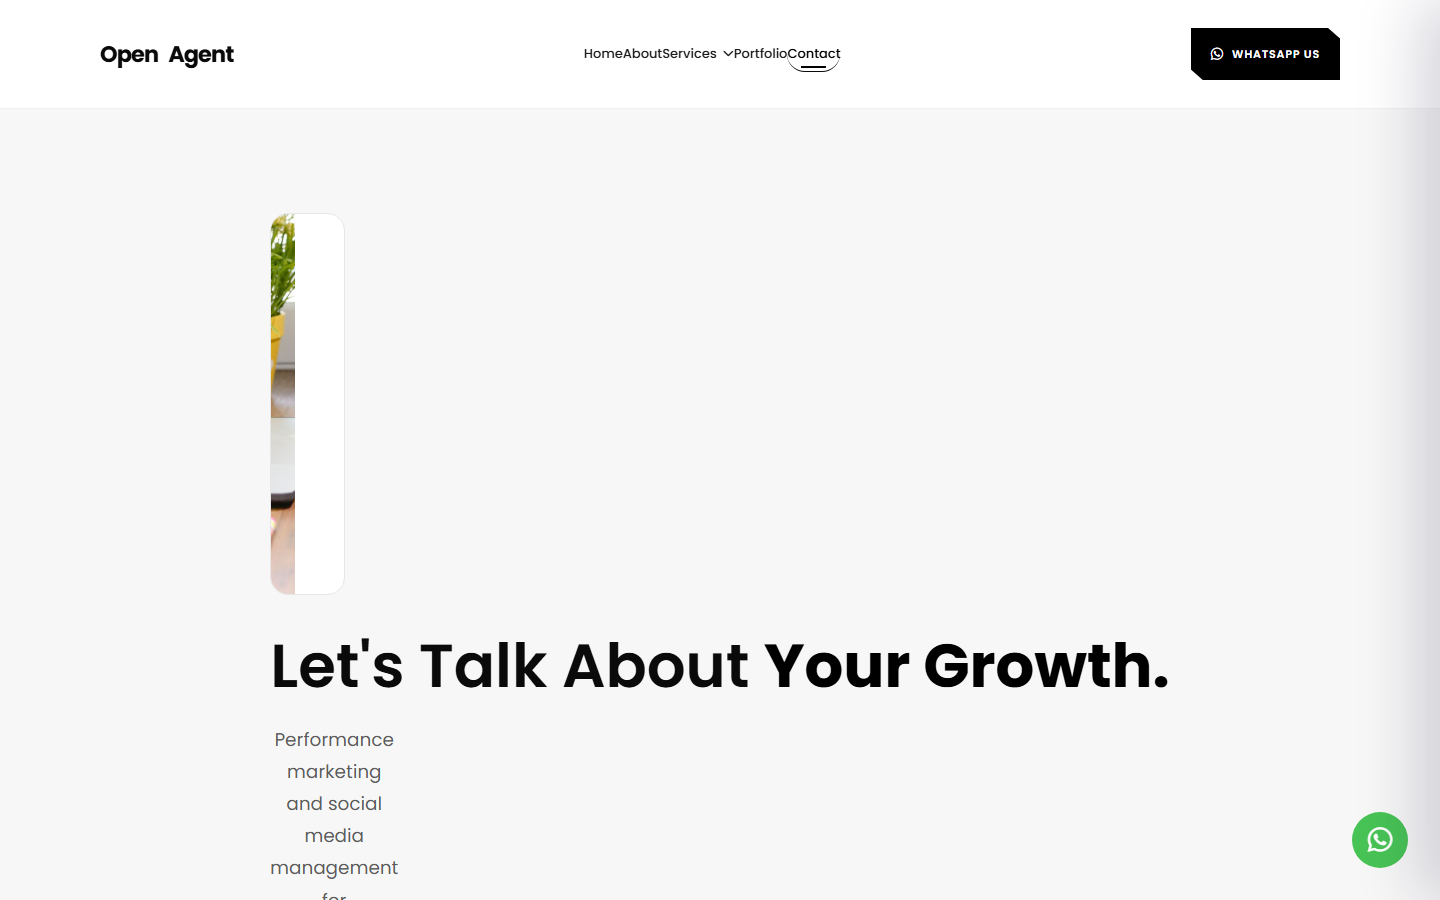 Open Agent
Home About Services Portfolio Contact
WHATSAPP US
Let's Talk About Your Growth.
Performance
marketing
and social
media
management
for